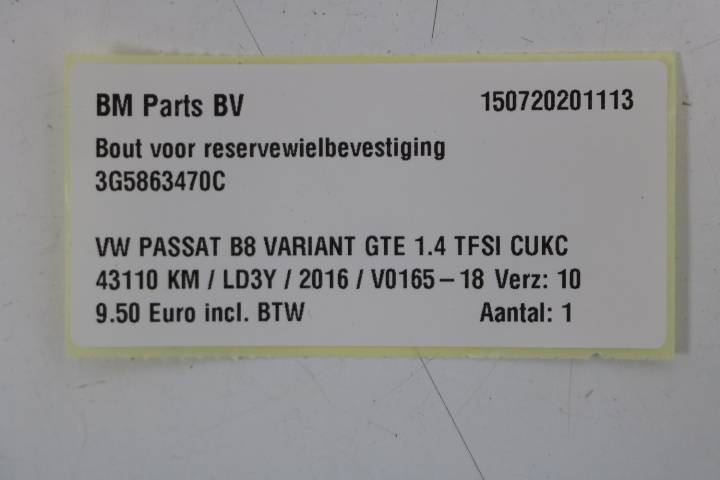 BM Parts BV 150720201113
Bout voor reservewielbevestiging
3G5863470C
VW PASSAT B8 VARIANT GTE 1.4 TFSI CUKC
43110 KM / LD3Y / 2016 / V0165-18 Verz: 10
9.50 Euro incl. BTW Aantal: 1